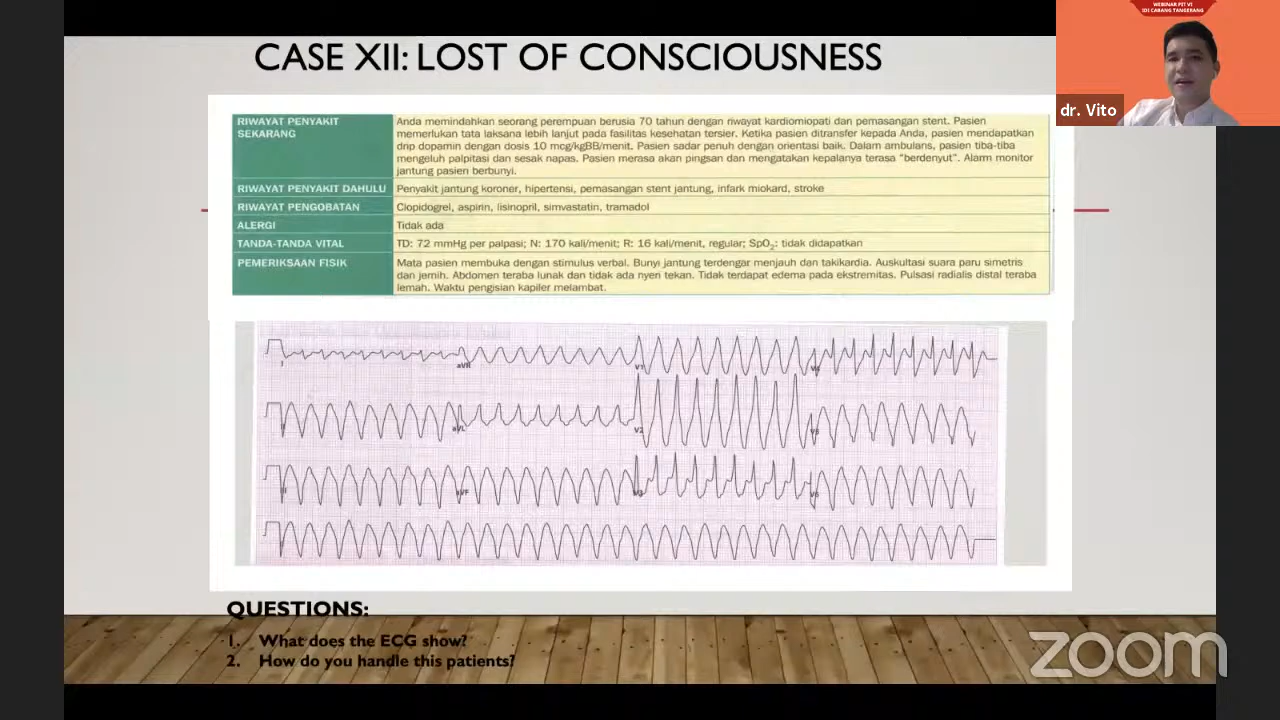 WEBINAR PIT VI
IDI CABANG TANGERANG
dr. Vito
CASE XII: LOST OF CONSCIOUSNESS
RIWAYAT PENYAKIT SEKARANG
Anda memindahkan seorang perempuan berusia 70 tahun dengan riwayat kardiomiopati dan pemasangan stent. Pasien
memerlukan tata laksana lebih lanjut pada fasilitas kesehatan tersier. Ketika pasien ditransfer kepada Anda, pasien mendapatkan
drip dopamin dengan dosis 10 mcg/kgBB/menit. Pasien sadar penuh dengan orientasi baik. Dalam ambulans, pasien tiba-tiba
mengeluh palpitasi dan sesak napas. Pasien merasa akan pingsan dan mengatakan kepalanya terasa "berdenyut". Alarm monitor
jantung pasien berbunyi.
RIWAYAT PENYAKIT DAHULU
Penyakit jantung koroner, hipertensi, pemasangan stent jantung, infark miokard, stroke
RIWAYAT PENGOBATAN
Clopidogrel, aspirin, lisinopril, simvastatin, tramadol
ALERGI
Tidak ada
TANDA-TANDA VITAL
TD: 72 mmHg per palpasi; N: 170 kali/menit; R: 16 kali/menit, regular; SpO₂: tidak didapatkan
PEMERIKSAAN FISIK
Mata pasien membuka dengan stimulus verbal. Bunyi jantung terdengar menjauh dan takikardia. Auskultasi suara paru simetris
dan jernih. Abdomen teraba lunak dan tidak ada nyeri tekan. Tidak terdapat edema pada ekstremitas. Pulsasi radialis distal teraba
lemah. Waktu pengisian kapiler melambat.
I
aVR
V1
V4
II
aVL
V2
V5
III
aVF
V3
V6
QUESTIONS:
1. What does the ECG show?
2. How do you handle this patients?
zoom